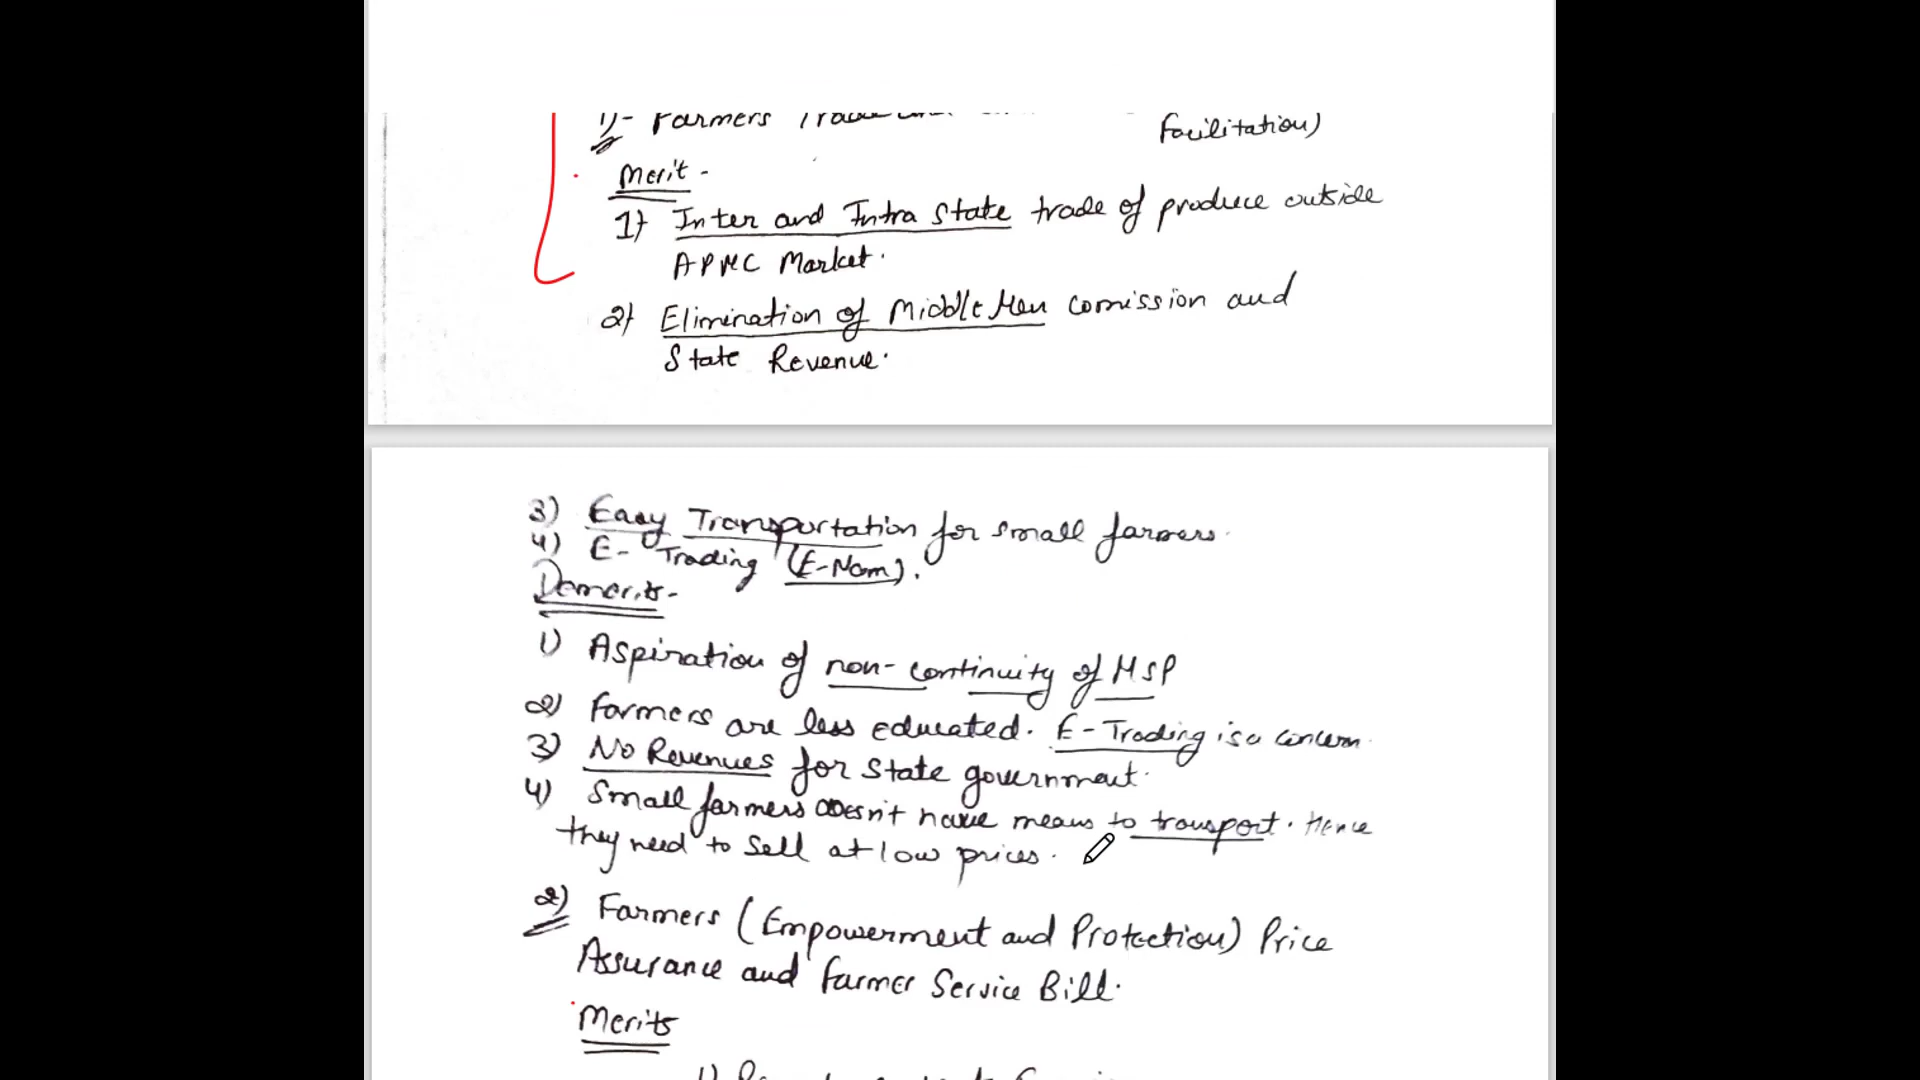 1)- Farmers Trade and
Facilitation)
Merit -
1) Inter and Intra State trade of produce outside
APMC Market.
2) Elimination of MiddleMen comission and
State Revenue.
3) Easy Transportation for small farmers.
4) E-Trading (E-Nam).
Demerits-
1) Aspiration of non-continuity of MSP
2) Farmers are less educated. E-Trading is a concern.
3) No Revenues for State government.
4) Small farmers doesn't have means to transport. Hence
they need to sell at low prices.
2) Farmers (Empowerment and Protection) Price
Assurance and Farmer Service Bill.
Merits
1)